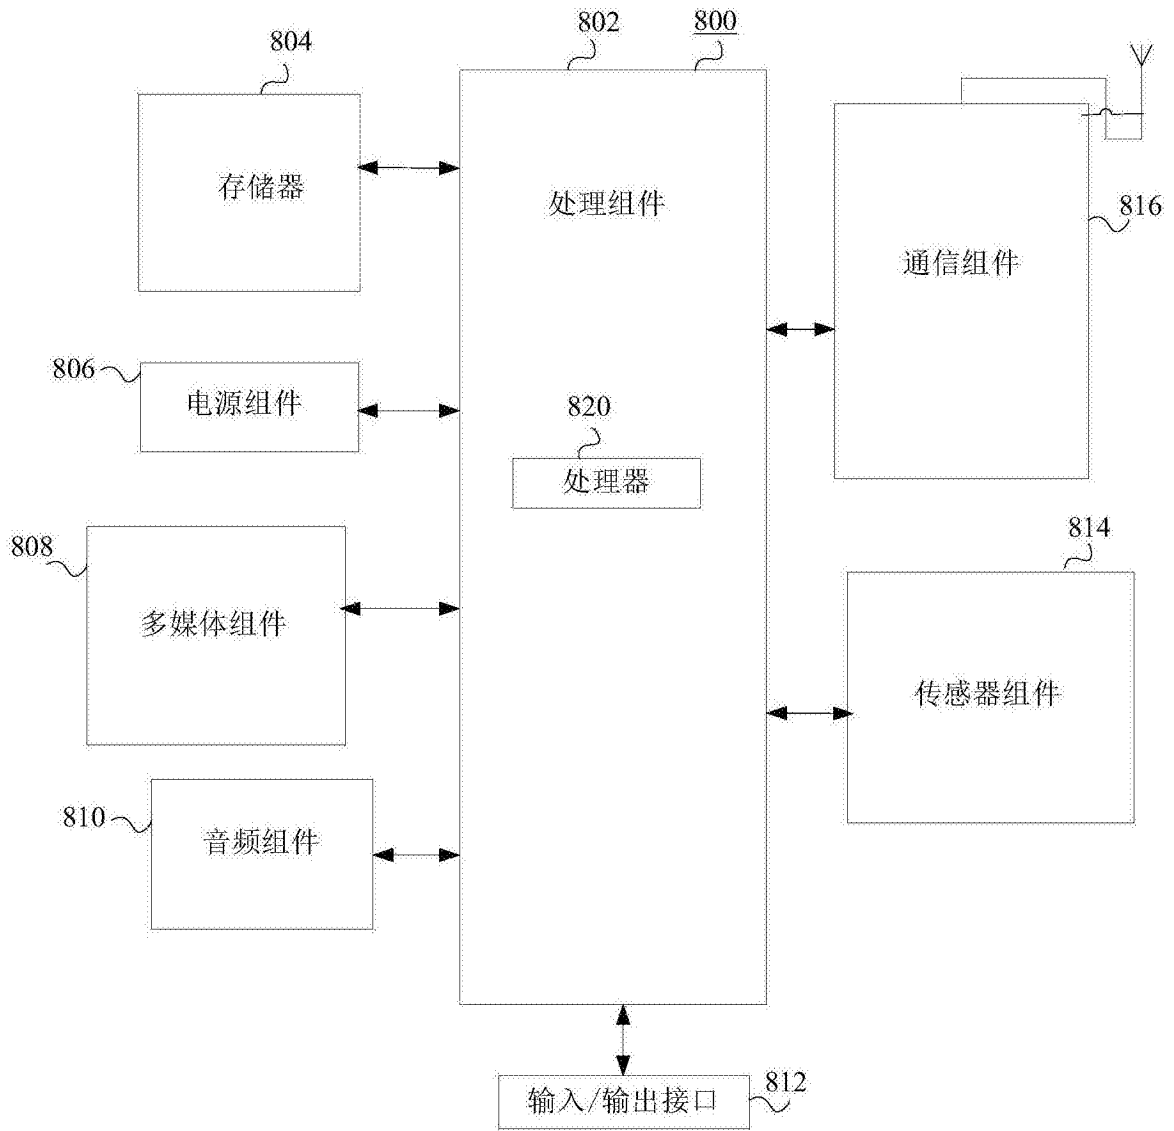 802
800
804
存储器
处理组件
816
通信组件
806
电源组件
820
处理器
808
多媒体组件
814
传感器组件
810
音频组件
812
输入/输出接口